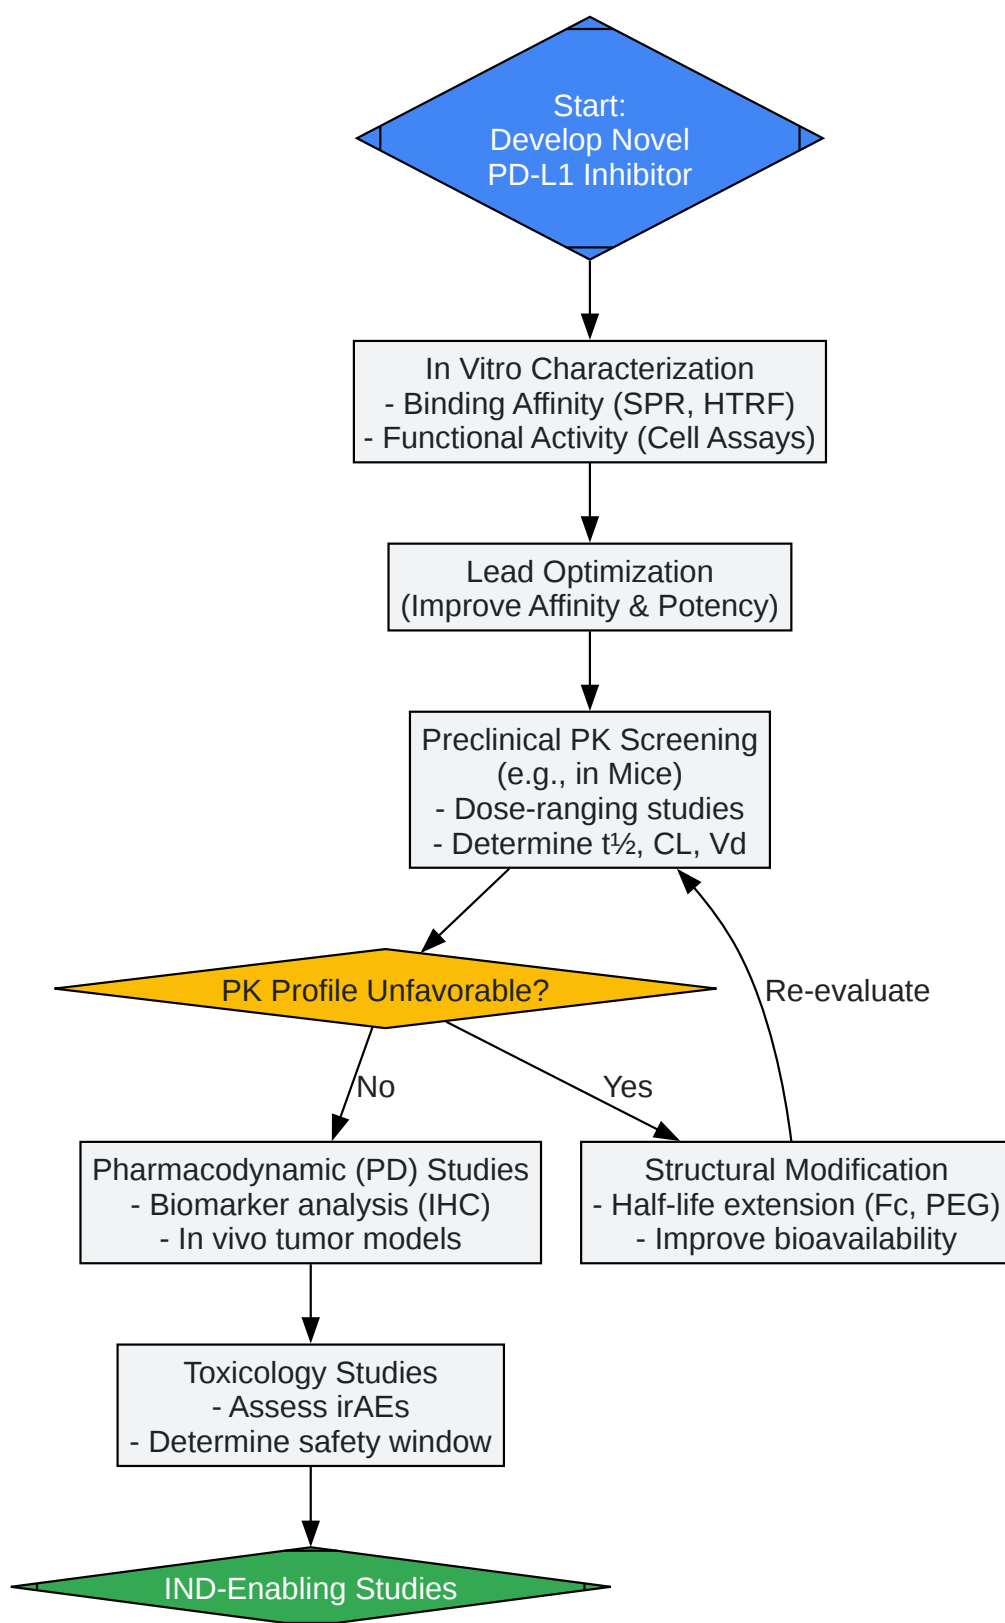 Start:
Develop Novel
PD-L1 Inhibitor
In Vitro Characterization
- Binding Affinity (SPR, HTRF)
- Functional Activity (Cell Assays)
Lead Optimization
(Improve Affinity & Potency)
Preclinical PK Screening
(e.g., in Mice)
- Dose-ranging studies
- Determine t½, CL, Vd
PK Profile Unfavorable?
Re-evaluate
No
Yes
Pharmacodynamic (PD) Studies
- Biomarker analysis (IHC)
- In vivo tumor models
Structural Modification
- Half-life extension (Fc, PEG)
- Improve bioavailability
Toxicology Studies
- Assess irAEs
- Determine safety window
IND-Enabling Studies